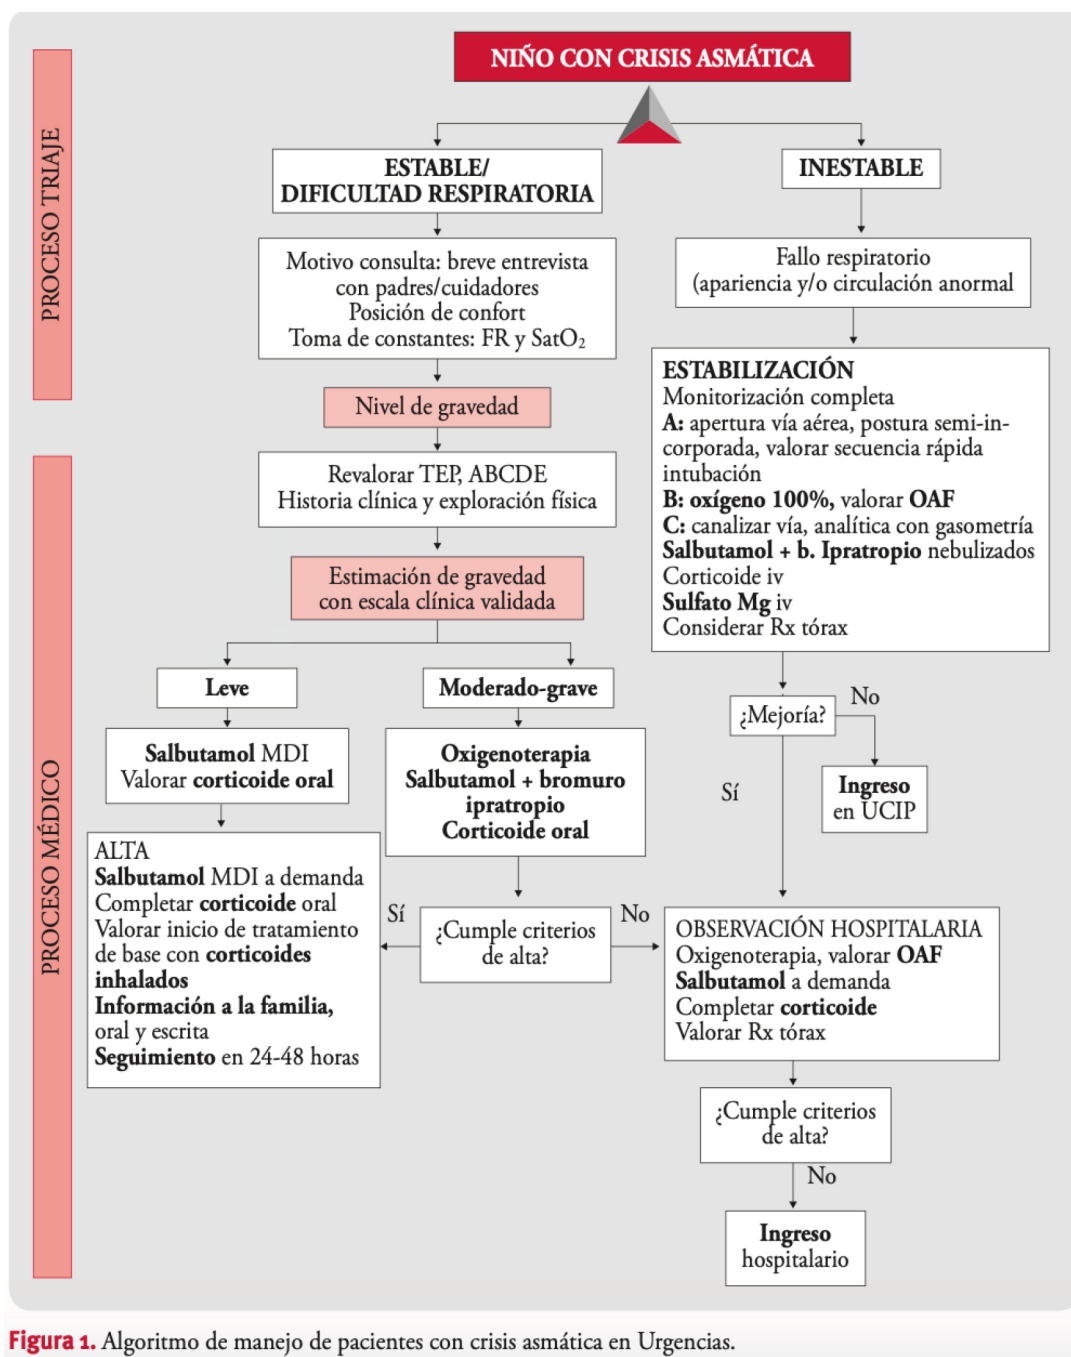 NIÑO CON CRISIS ASMÁTICA
PROCESO TRIAJE
ESTABLE/
DIFICULTAD RESPIRATORIA
INESTABLE
Motivo consulta: breve entrevista
con padres/cuidadores
Posición de confort
Toma de constantes: FR y SatO₂
Fallo respiratorio
(apariencia y/o circulación anormal
Nivel de gravedad
ESTABILIZACIÓN
Monitorización completa
A: apertura vía aérea, postura semi-in-
corporada, valorar secuencia rápida
intubación
B: oxígeno 100%, valorar OAF
C: canalizar vía, analítica con gasometría
Salbutamol + b. Ipratropio nebulizados
Corticoide iv
Sulfato Mg iv
Considerar Rx tórax
PROCESO MÉDICO
Revalorar TEP, ABCDE
Historia clínica y exploración física
Estimación de gravedad
con escala clínica validada
Leve
Moderado-grave
¿Mejoría?
No
Sí
Ingreso
en UCIP
Salbutamol MDI
Valorar corticoide oral
Oxigenoterapia
Salbutamol + bromuro
ipratropio
Corticoide oral
ALTA
Salbutamol MDI a demanda
Completar corticoide oral
Valorar inicio de tratamiento
de base con corticoides
inhalados
Información a la familia,
oral y escrita
Seguimiento en 24-48 horas
Sí
¿Cumple criterios
de alta?
No
OBSERVACIÓN HOSPITALARIA
Oxigenoterapia, valorar OAF
Salbutamol a demanda
Completar corticoide
Valorar Rx tórax
¿Cumple criterios
de alta?
No
Ingreso
hospitalario
Figura 1. Algoritmo de manejo de pacientes con crisis asmática en Urgencias.